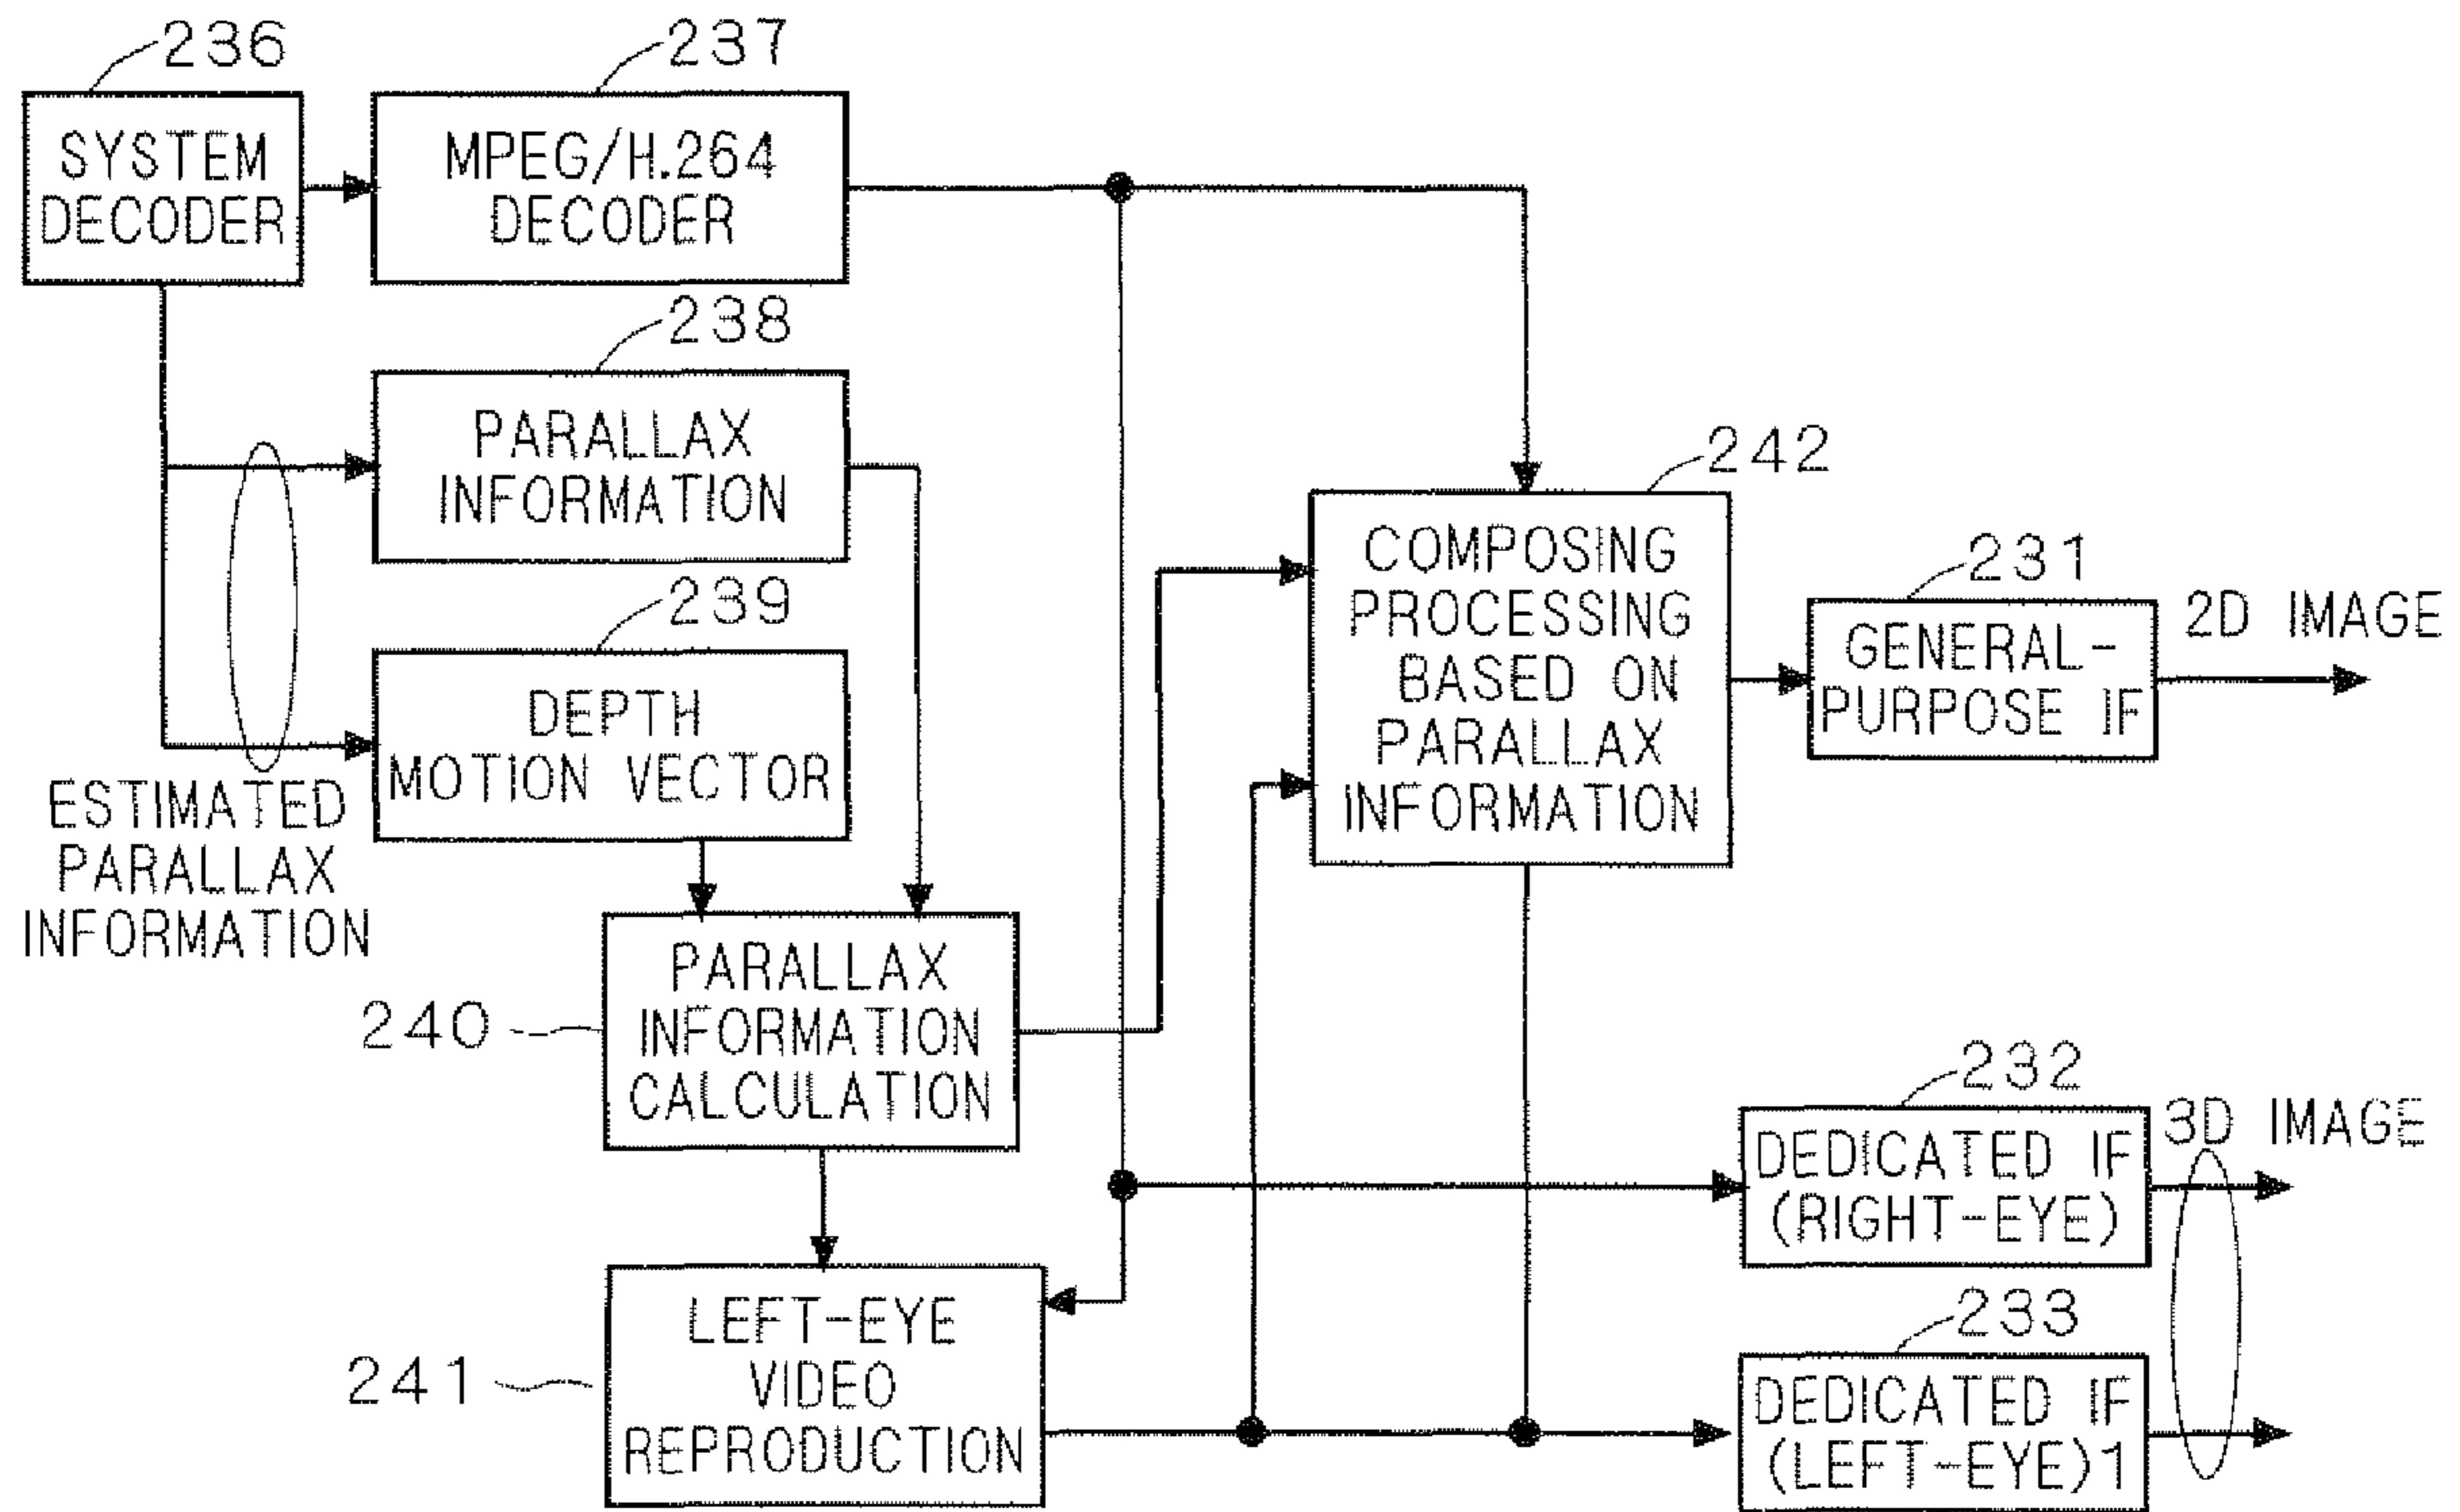 236
SYSTEM
DECODER
237
MPEG/H.264
DECODER
238
PARALLAX
INFORMATION
239
DEPTH
MOTION VECTOR
ESTIMATED
PARALLAX
INFORMATION
240
PARALLAX
INFORMATION
CALCULATION
241
LEFT-EYE
VIDEO
REPRODUCTION
242
COMPOSING
PROCESSING
BASED ON
PARALLAX
INFORMATION
231
GENERAL-
PURPOSE IF
2D IMAGE
232
DEDICATED IF
(RIGHT-EYE)
3D IMAGE
233
DEDICATED IF
(LEFT-EYE)1